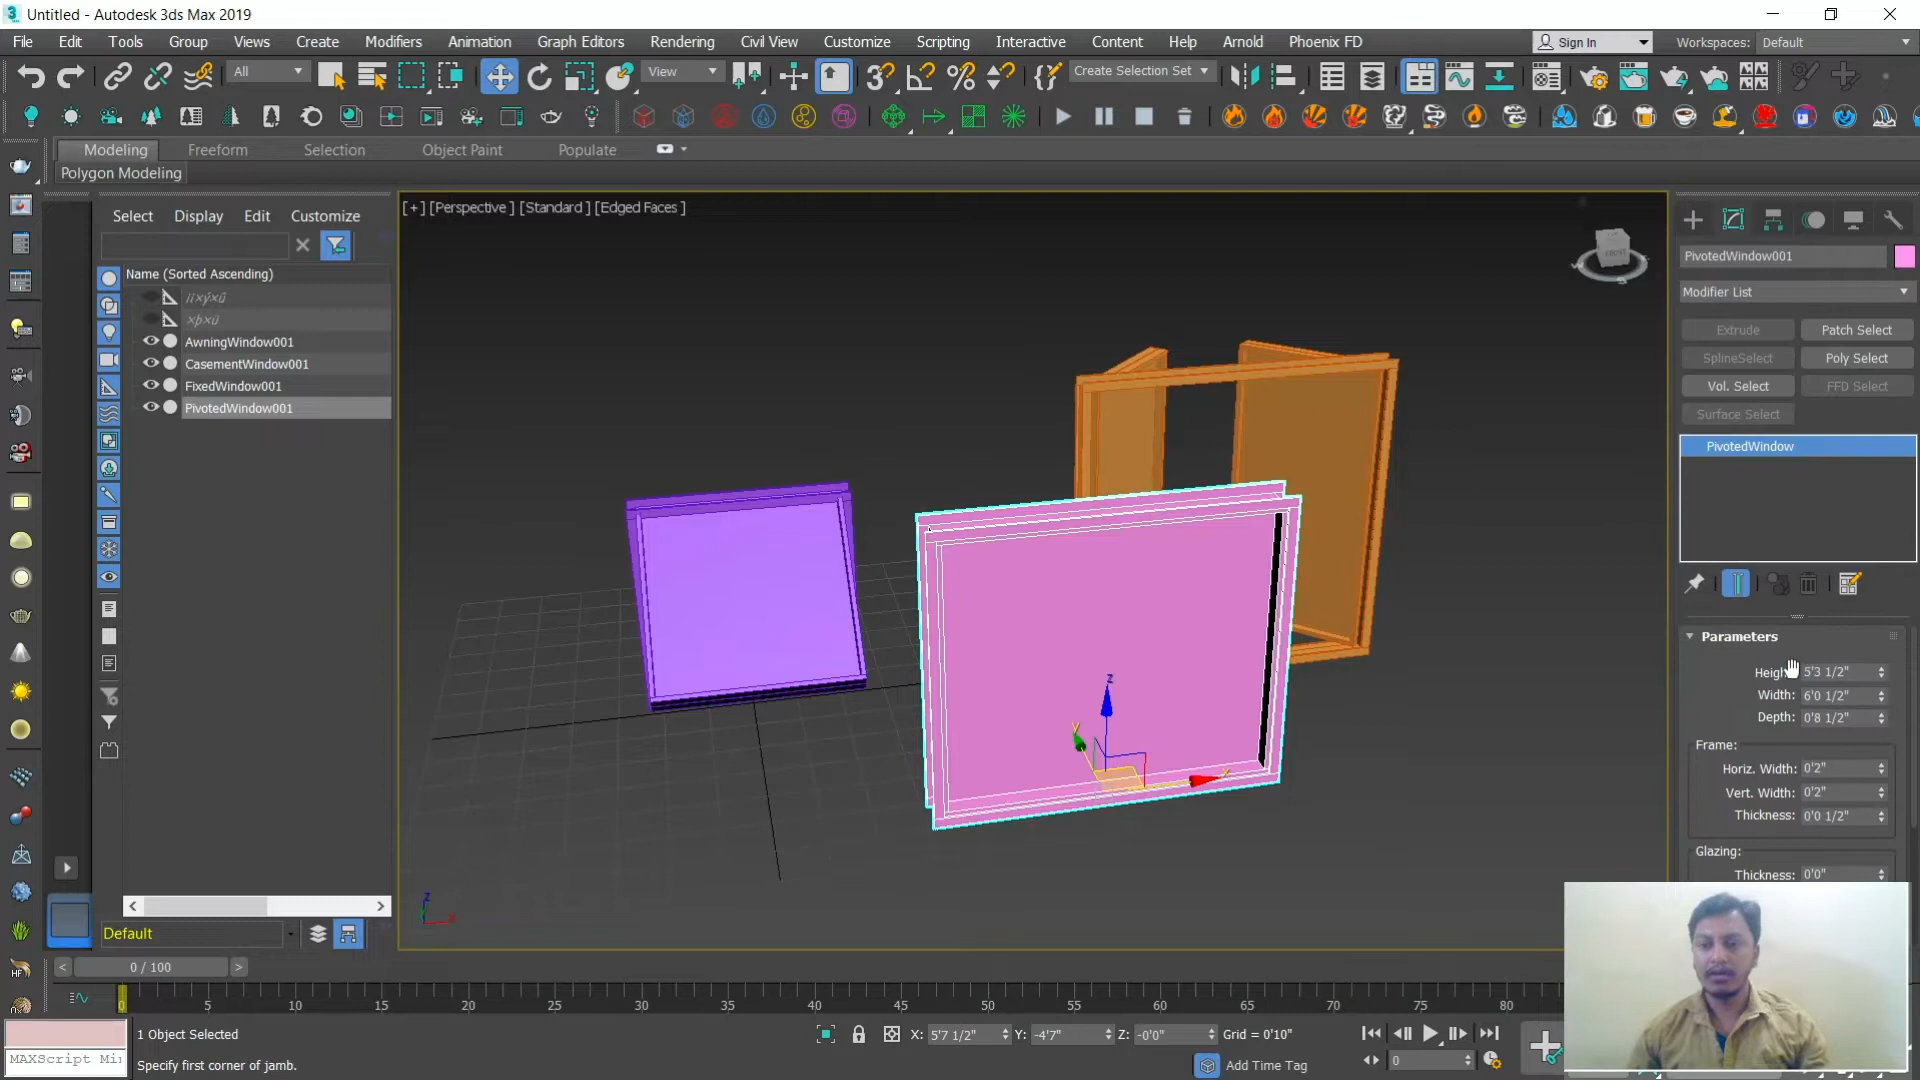 Untitled - Autodesk 3ds Max 2019
File Edit Tools Group Views Create Modifiers Animation Graph Editors Rendering Civil View Customize Scripting Interactive Content Help Arnold Phoenix FD Sign In Workspaces: Default
All View Create Selection Set
Modeling Freeform Selection Object Paint Populate
Polygon Modeling
Select Display Edit Customize
[+] [Perspective ] [Standard ] [Edged Faces ]
Name (Sorted Ascending)
AwningWindow001
CasementWindow001
FixedWindow001
PivotedWindow001
PivotedWindow001
Modifier List
Extrude Patch Select
SplineSelect Poly Select
Vol. Select FFD Select
Surface Select
PivotedWindow
Parameters
Height: 5'3 1/2"
Width: 6'0 1/2"
Depth: 0'8 1/2"
Frame:
Horiz. Width: 0'2"
Vert. Width: 0'2"
Thickness: 0'0 1/2"
Glazing:
Thickness: 0'0"
z
y
x
Default
< 0 / 100 >
0 5 10 15 20 25 30 35 40 45 50 55 60 65 70 75 80
1 Object Selected X: 5'7 1/2" Y: -4'7" Z: -0'0" Grid = 0'10"
MAXScript Mi
Specify first corner of jamb. Add Time Tag 0